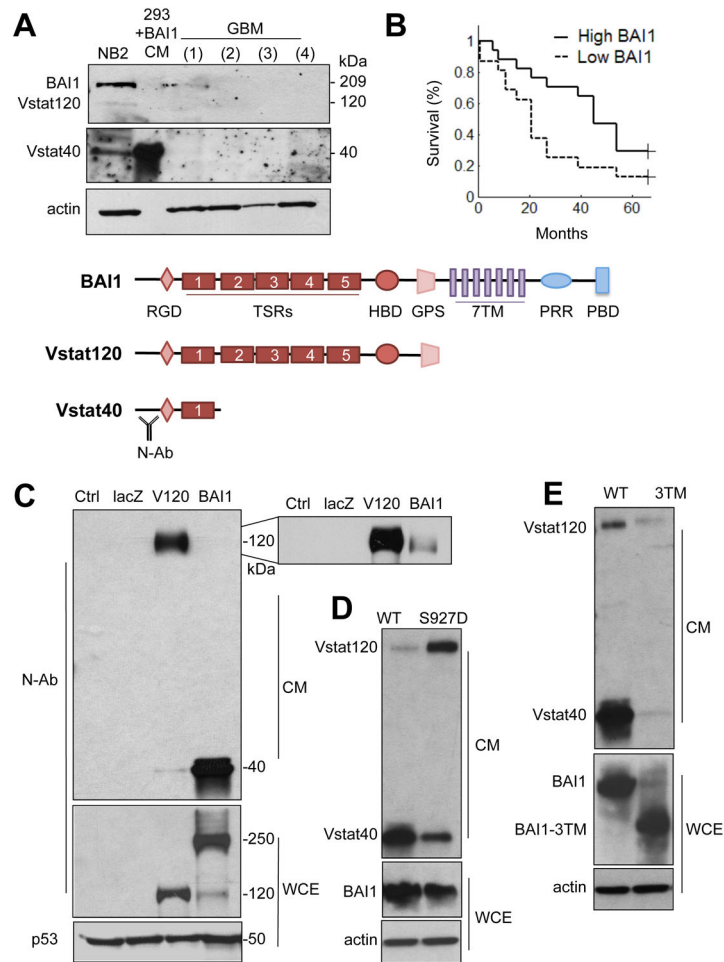 A
293
+BAI1
CM
GBM
NB2
(1) (2) (3) (4)
kDa
BAI1
- 209
Vstat120
- 120
Vstat40
- 40
actin
B
High BAI1
Low BAI1
Survival (%)
1
0.8
0.6
0.4
0.2
0
0 20 40 60
Months
BAI1
1 2 3 4 5
RGD TSRs HBD GPS 7TM PRR PBD
Vstat120
1 2 3 4 5
Vstat40
1
N-Ab
C
Ctrl lacZ V120 BAI1
Ctrl lacZ V120 BAI1
-120
kDa
N-Ab
CM
-40
-250
-120
WCE
p53
-50
D
WT S927D
Vstat120
CM
Vstat40
BAI1
WCE
actin
E
WT 3TM
Vstat120
CM
Vstat40
BAI1
BAI1-3TM
WCE
actin